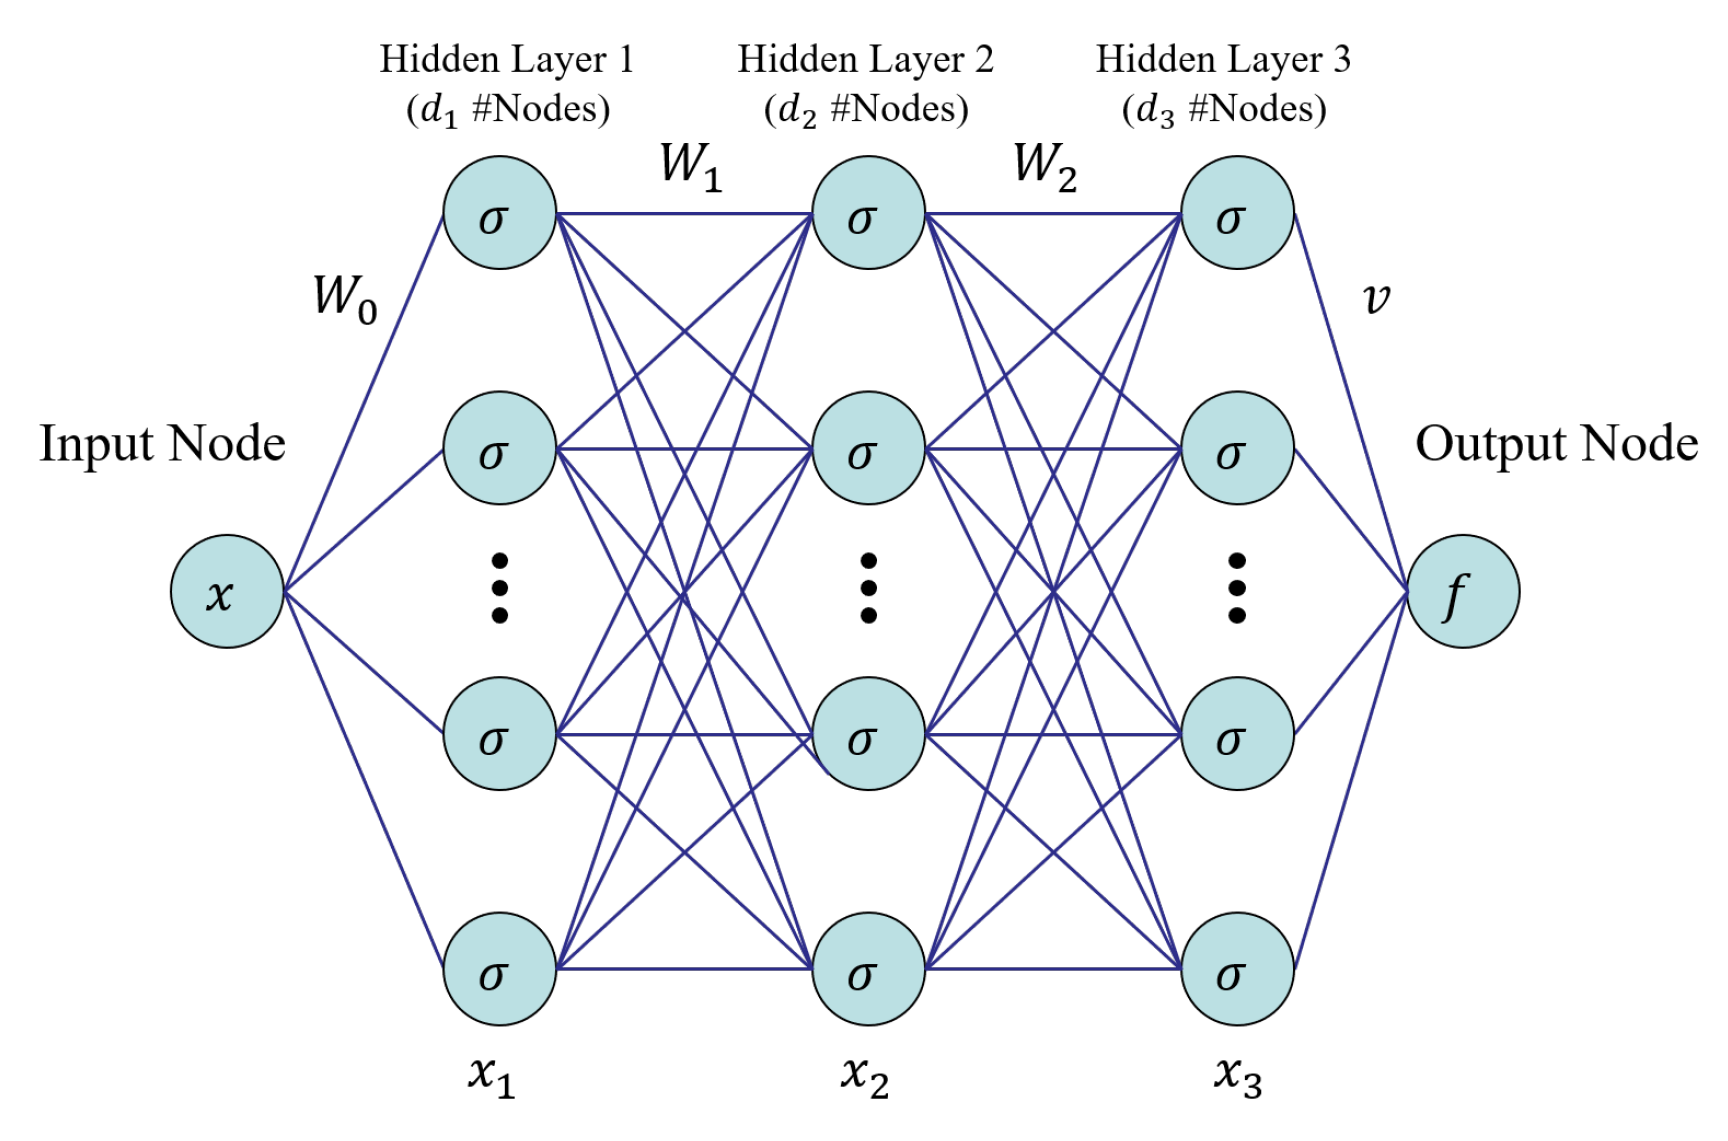 Hidden Layer 1
(d₁ #Nodes)
Hidden Layer 2
(d₂ #Nodes)
Hidden Layer 3
(d₃ #Nodes)
W₁
W₂
σ
σ
σ
W₀
v
Input Node
σ
σ
σ
Output Node
x
f
σ
σ
σ
σ
σ
σ
x₁
x₂
x₃